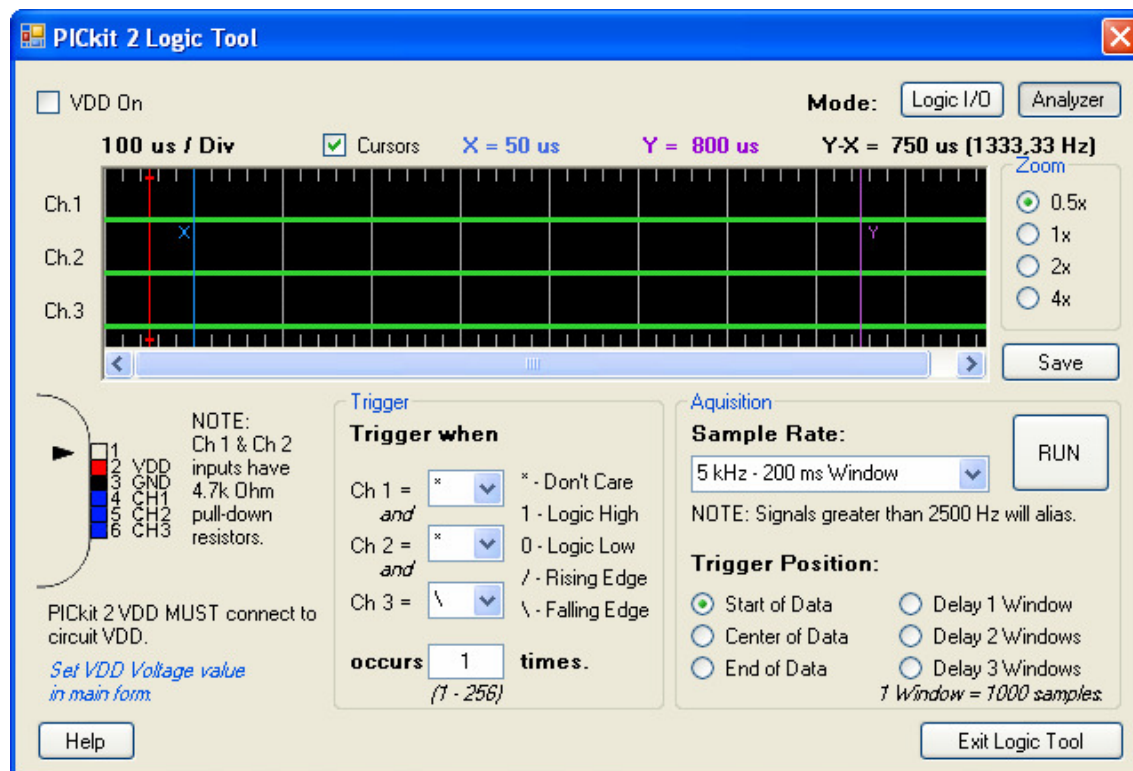 PICkit 2 Logic Tool
VDD On
Mode:
Logic I/O
Analyzer
100 us / Div
Cursors
X = 50 us
Y = 800 us
Y-X = 750 us (1333,33 Hz)
Zoom
0.5x
1x
2x
4x
Ch.1
Ch.2
Ch.3
X
Y
Save
1
2 VDD
3 GND
4 CH1
5 CH2
6 CH3
NOTE:
Ch 1 & Ch 2
inputs have
4.7k Ohm
pull-down
resistors.
PICkit 2 VDD MUST connect to
circuit VDD.
Set VDD Voltage value
in main form.
Trigger
Trigger when
Ch 1 = *
and
Ch 2 = *
and
Ch 3 = \
* - Don't Care
1 - Logic High
0 - Logic Low
/ - Rising Edge
\ - Falling Edge
occurs 1 times.
(1 - 256)
Aquisition
Sample Rate:
5 kHz - 200 ms Window
RUN
NOTE: Signals greater than 2500 Hz will alias.
Trigger Position:
Start of Data
Center of Data
End of Data
Delay 1 Window
Delay 2 Windows
Delay 3 Windows
1 Window = 1000 samples.
Help
Exit Logic Tool